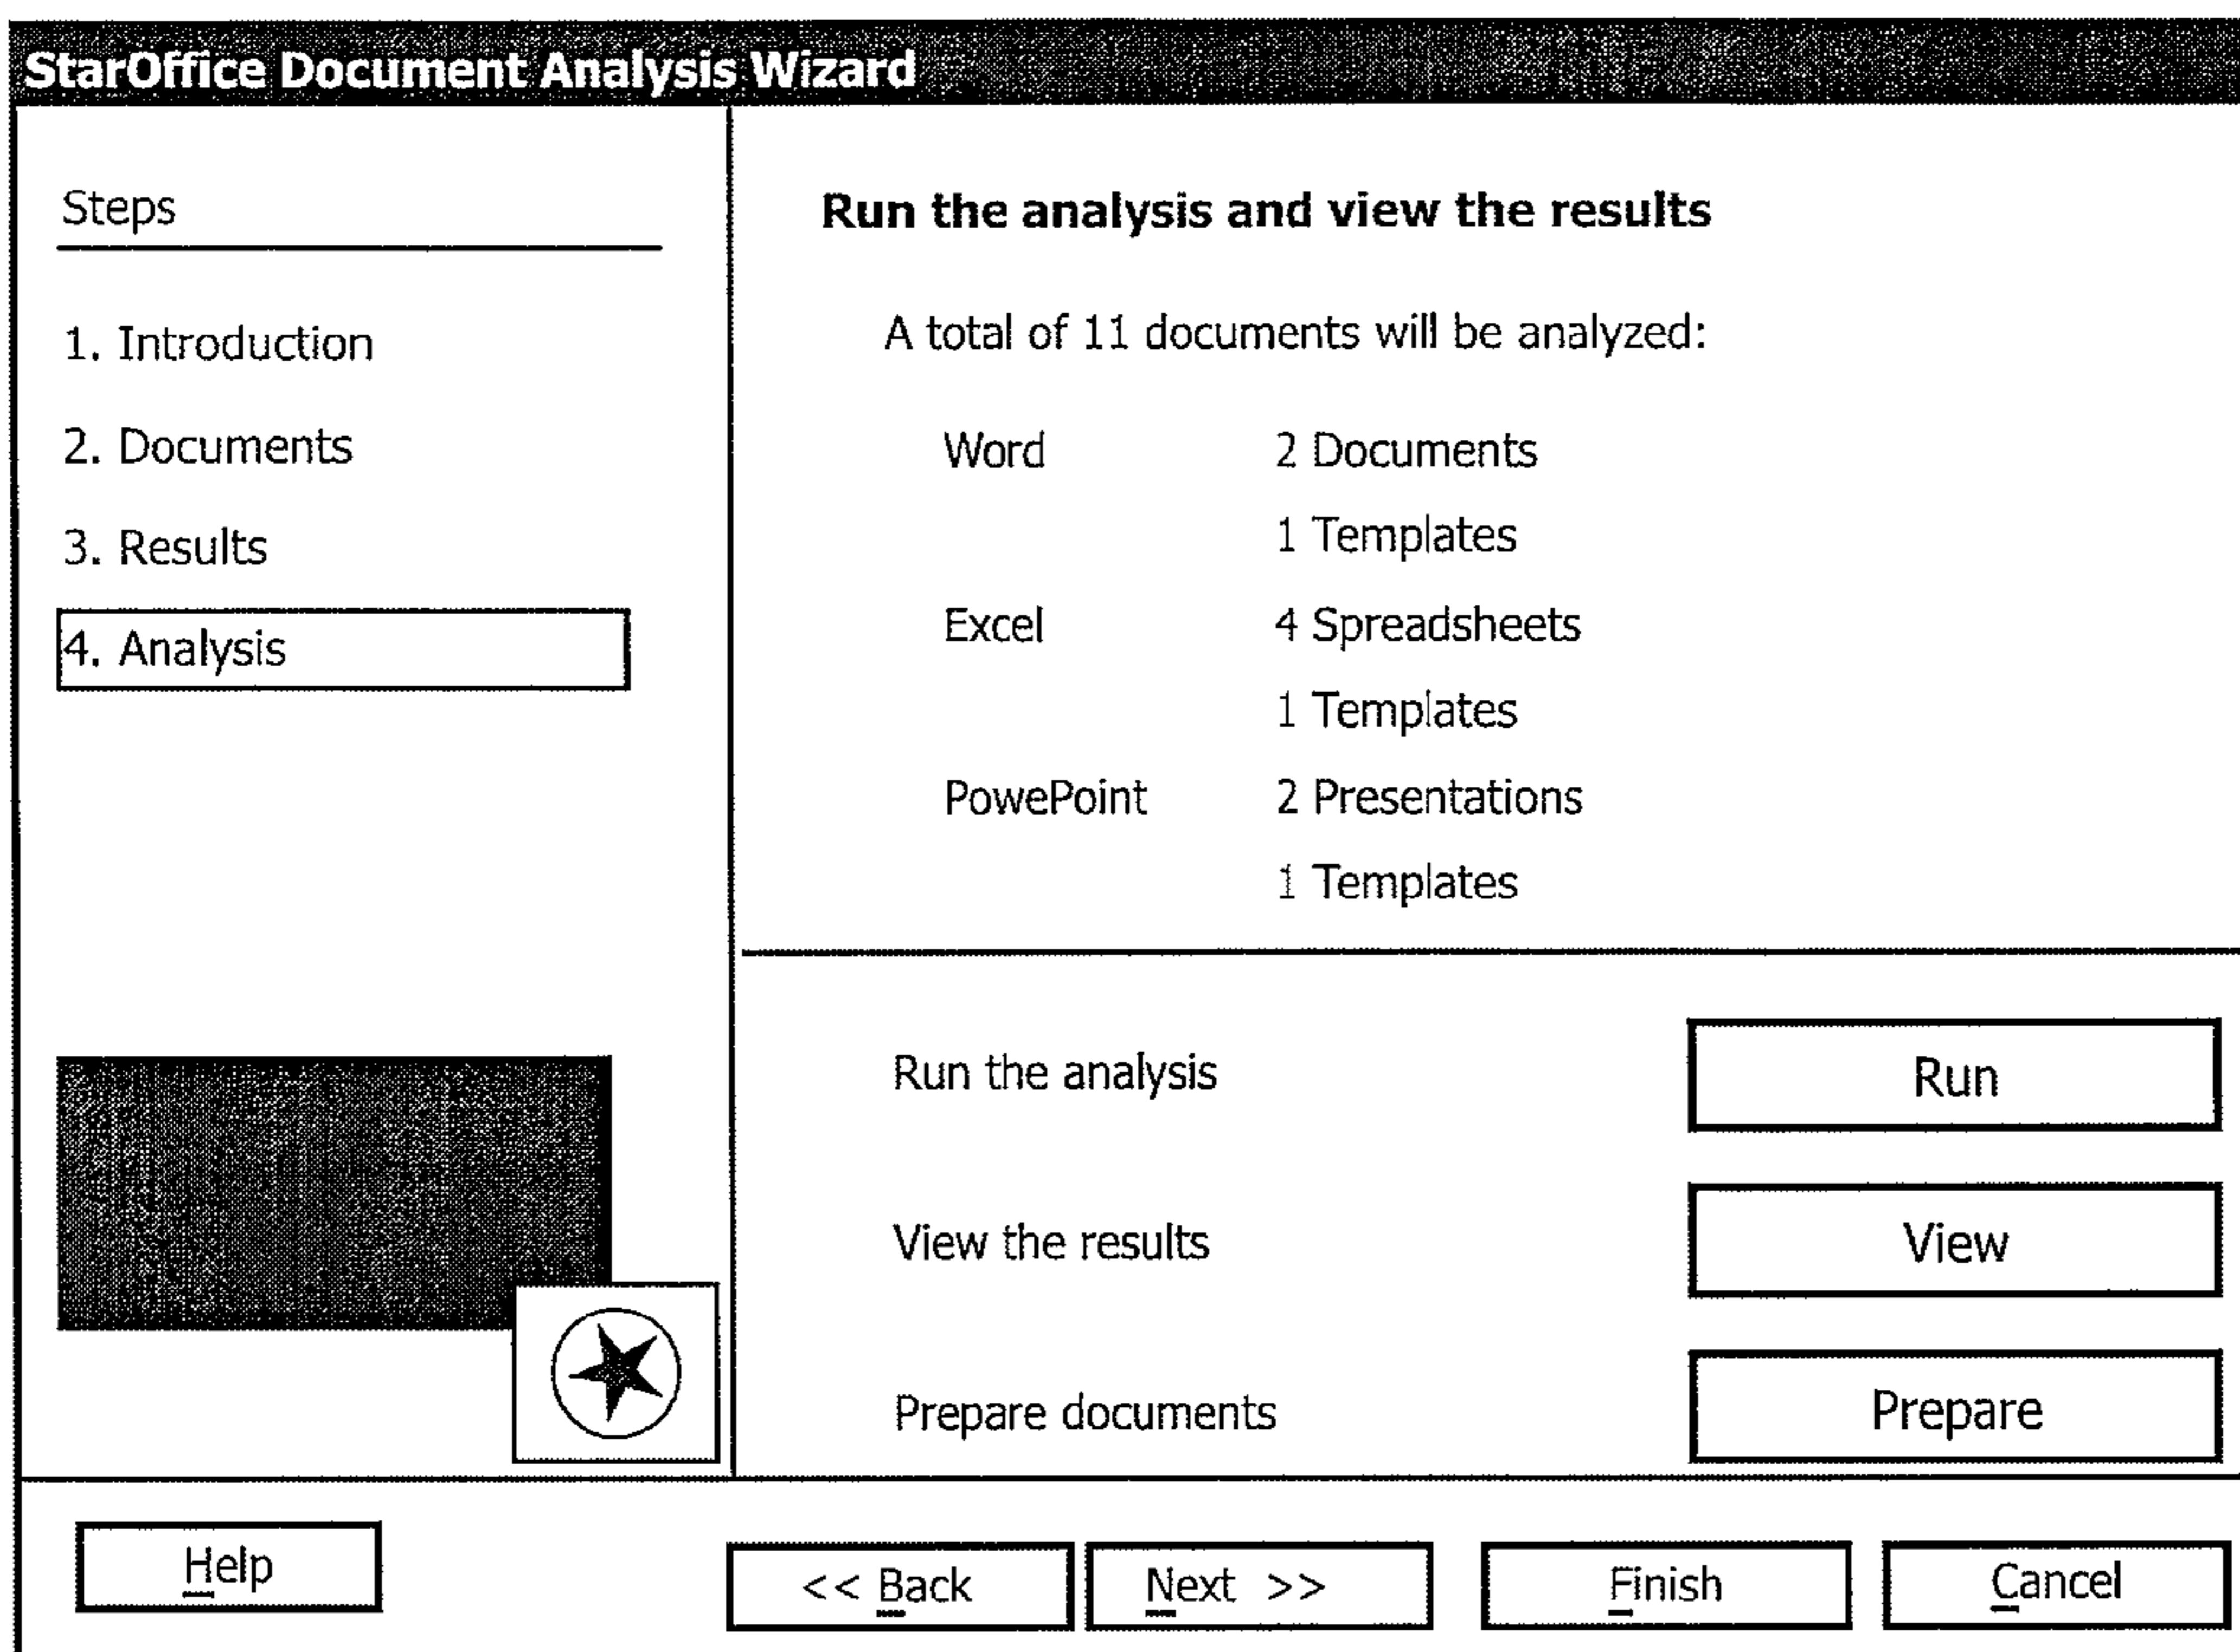 StarOffice Document Analysis Wizard
Steps
1. Introduction
2. Documents
3. Results
4. Analysis
Run the analysis and view the results
A total of 11 documents will be analyzed:
Word 2 Documents
1 Templates
Excel 4 Spreadsheets
1 Templates
PowePoint 2 Presentations
1 Templates
Run the analysis Run
View the results View
Prepare documents Prepare
Help << Back Next >> Finish Cancel